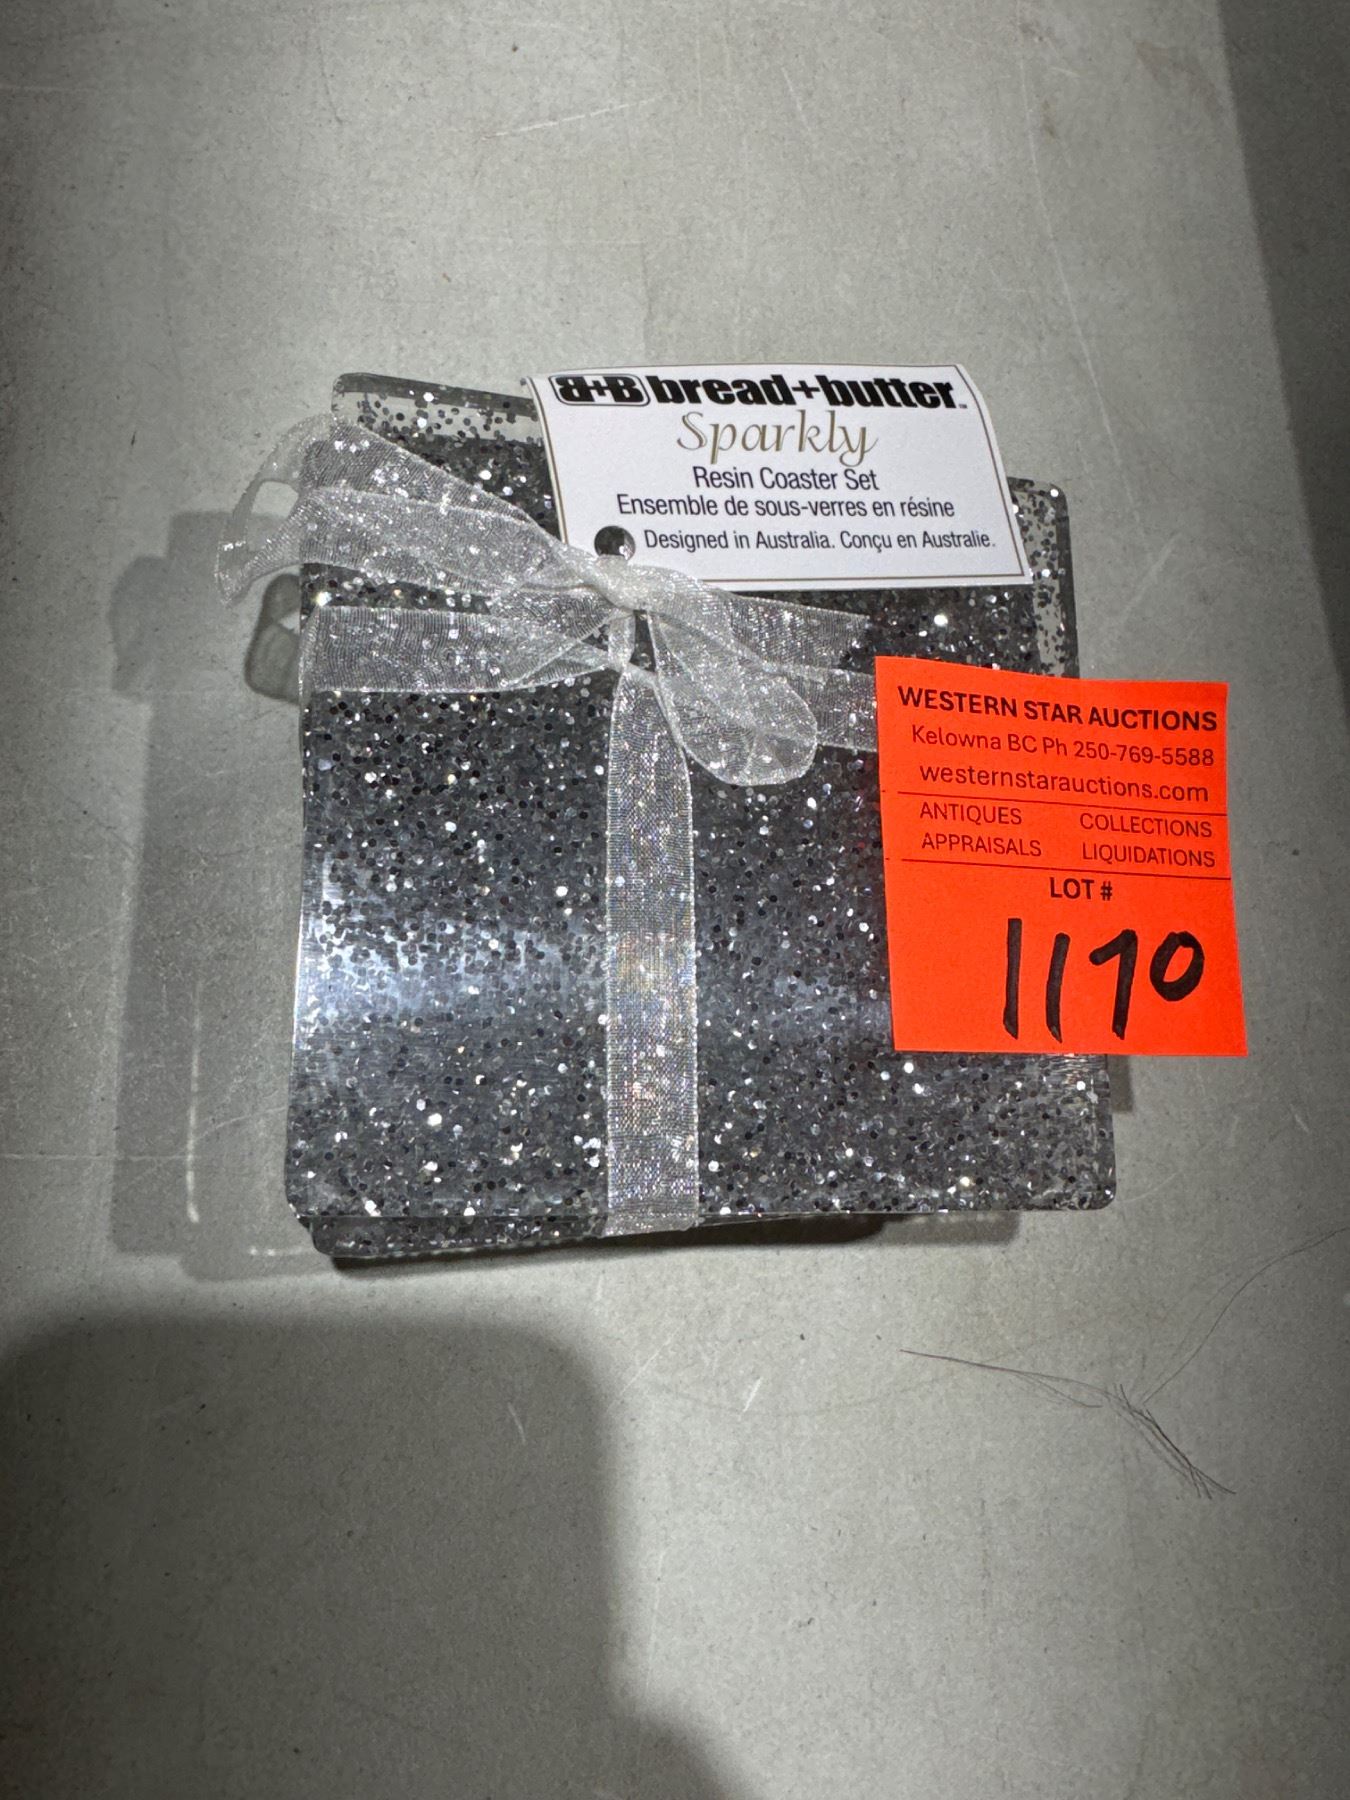 B+B bread+butter™
Sparkly
Resin Coaster Set
Ensemble de sous-verres en résine
Designed in Australia. Conçu en Australie.
WESTERN STAR AUCTIONS
Kelowna BC Ph 250-769-5588
westernstarauctions.com
ANTIQUES COLLECTIONS
APPRAISALS LIQUIDATIONS
LOT #
1170